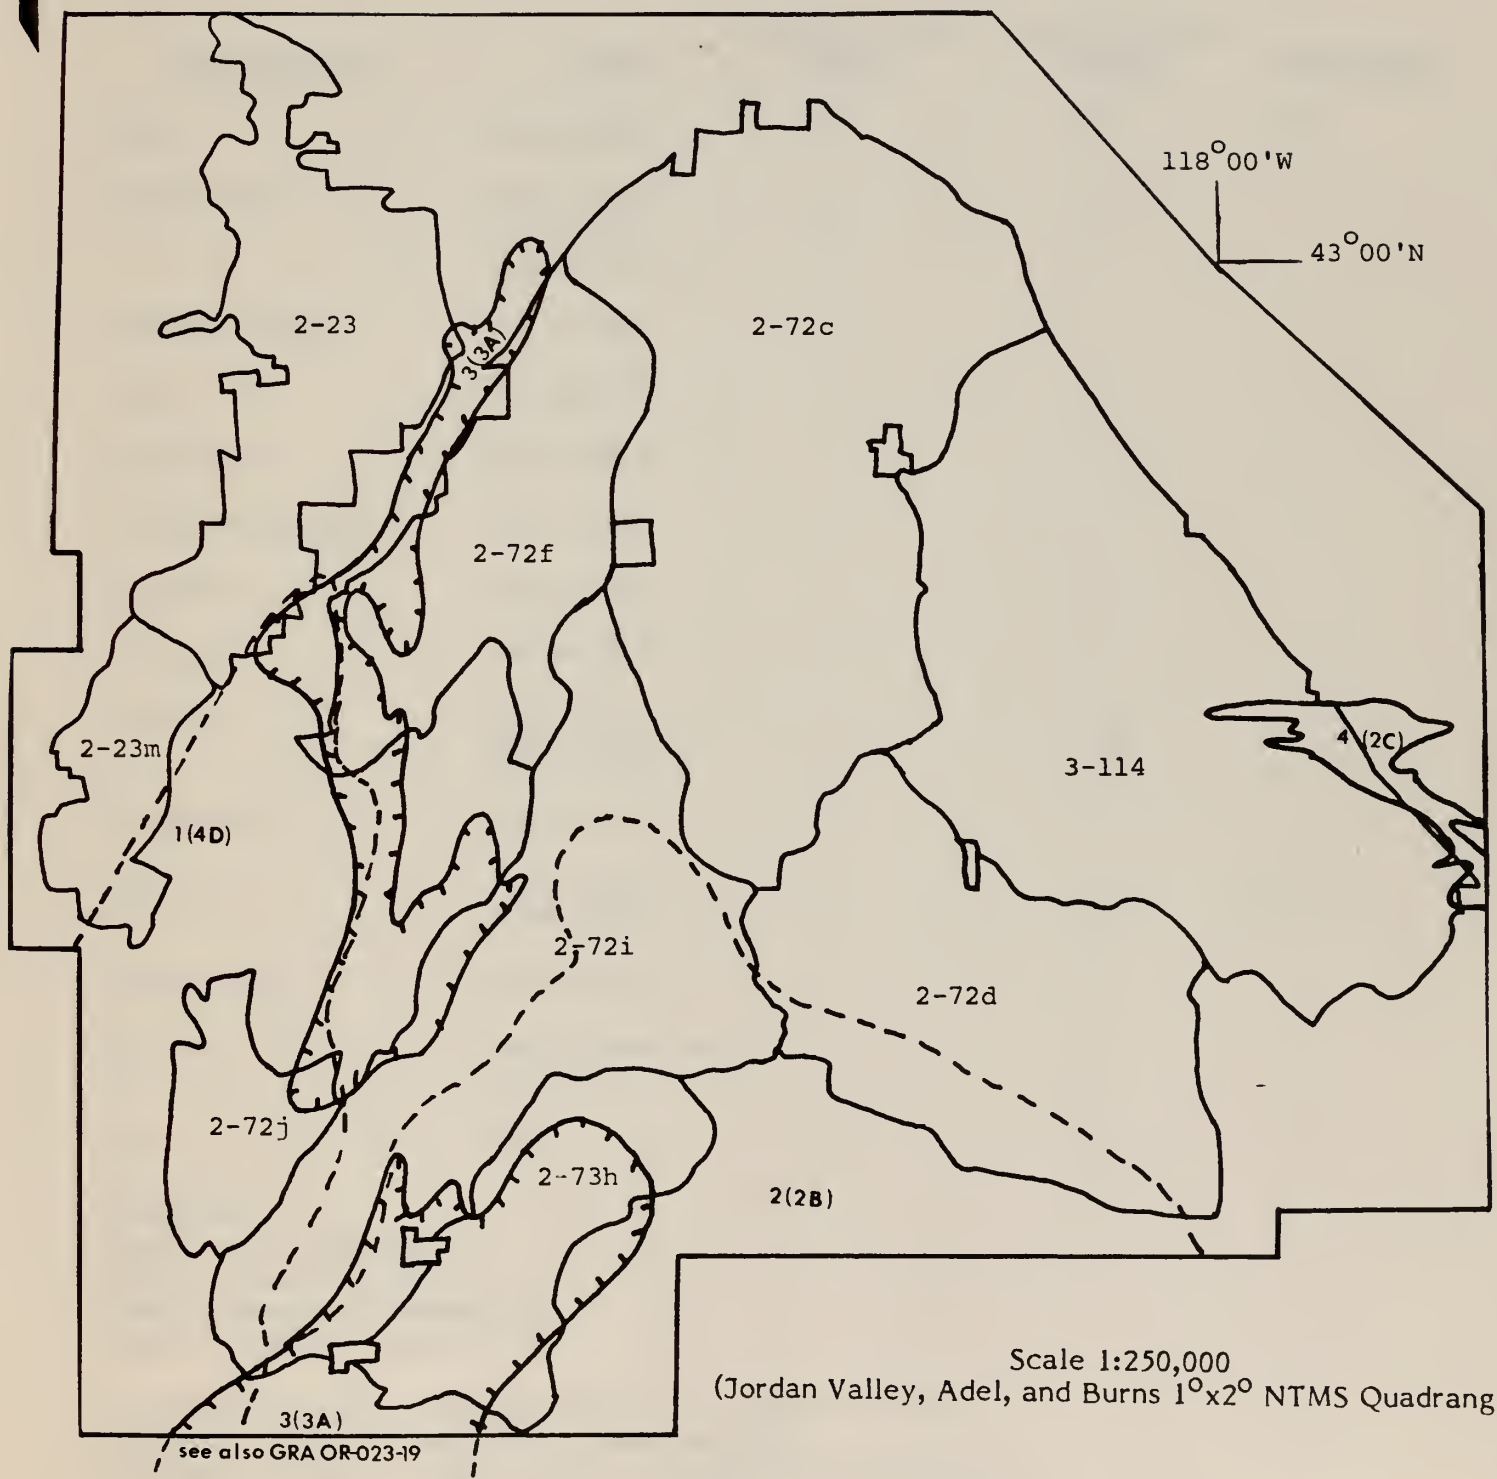 118°00'W
43°00'N
2-23
3(3A)
2-72c
2-72f
2-23m
4 (2C)
3-114
1(4D)
2-72i
2-72d
2-72j
2-73h
2(2B)
Scale 1:250,000
(Jordan Valley, Adel, and Burns 1°x2° NTMS Quadrang
3(3A)
see also GRA OR-023-19